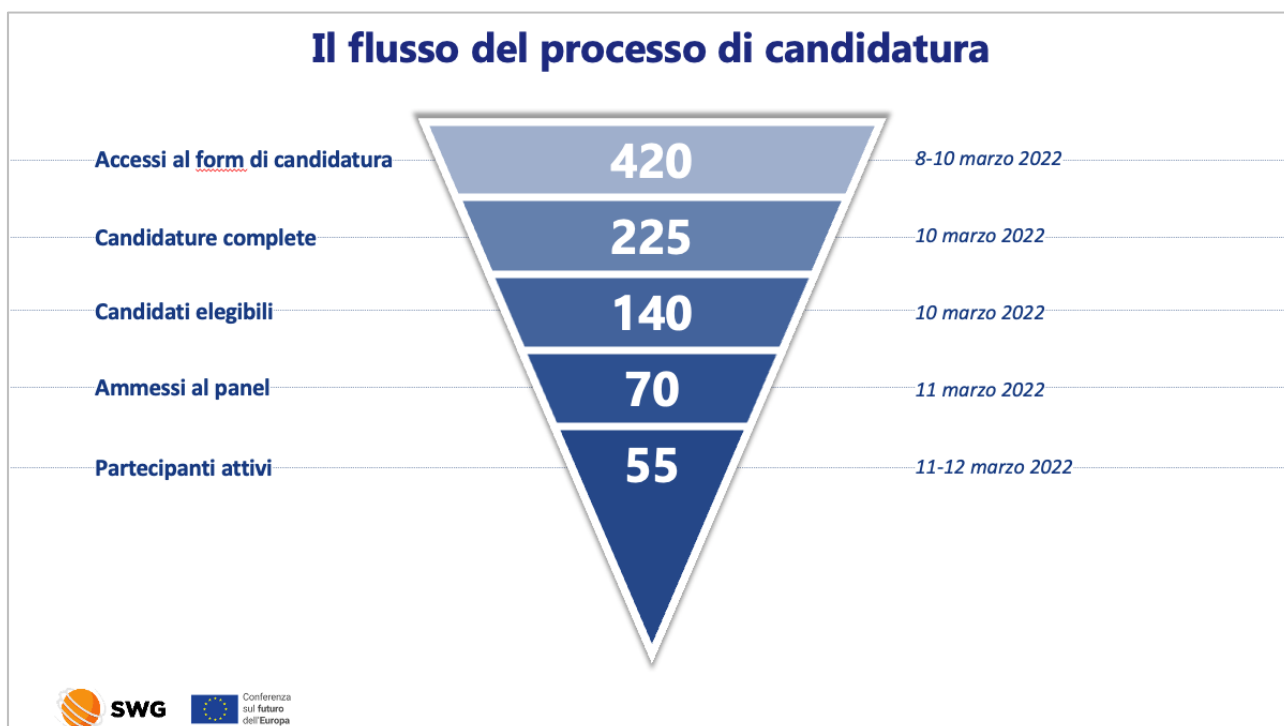 Il flusso del processo di candidatura
Accessi al form di candidatura 420 8-10 marzo 2022
Candidature complete 225 10 marzo 2022
Candidati elegibili 140 10 marzo 2022
Ammessi al panel 70 11 marzo 2022
Partecipanti attivi 55 11-12 marzo 2022
SWG
Conferenza
sul futuro
dell'Europa